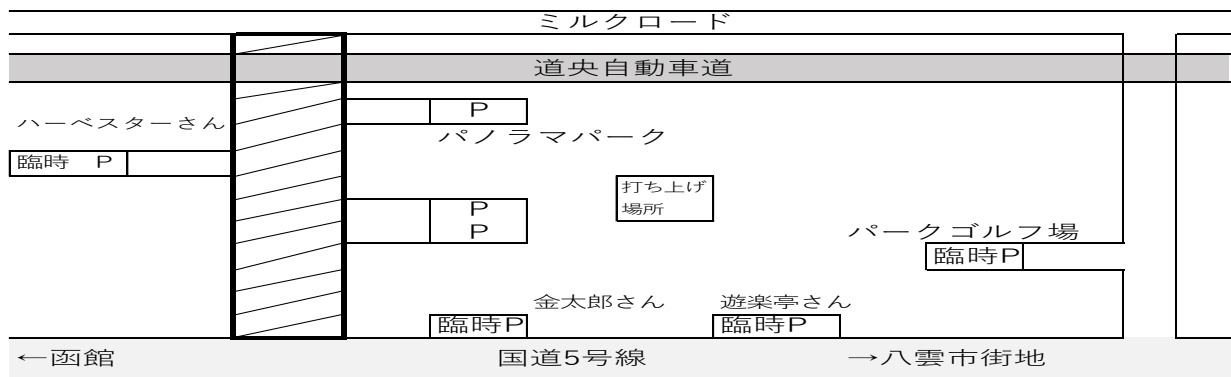 ミルクロード
道央自動車道
P
ハーベスターさん
パノラマパーク
臨時 P
打ち上げ
場所
P
P
パークゴルフ場
臨時P
金太郎さん
遊楽亭さん
臨時P
臨時P
←函館
国道5号線
→八雲市街地